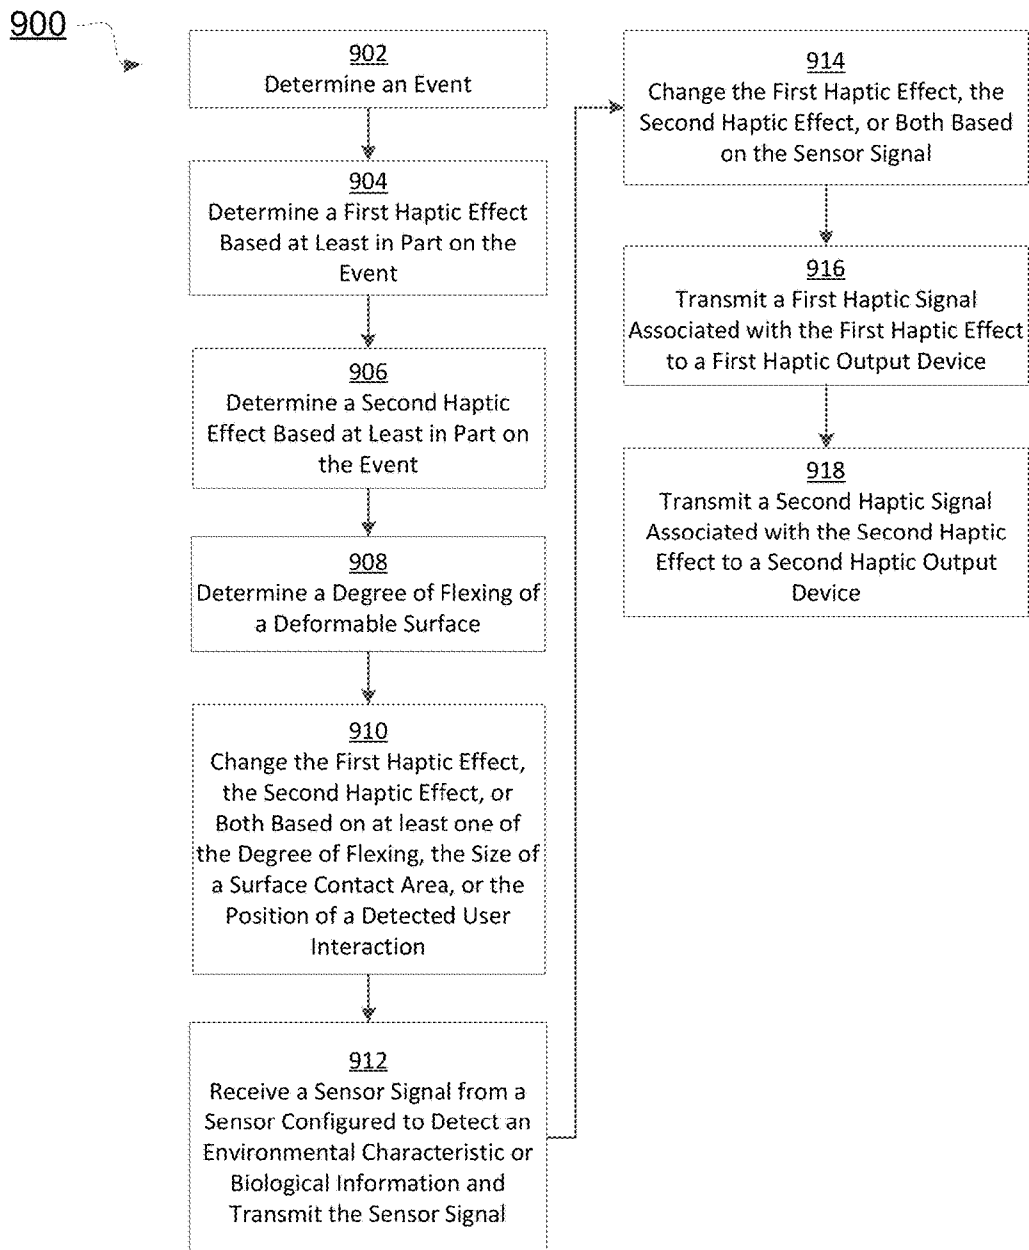 900
902
Determine an Event
904
Determine a First Haptic Effect
Based at Least in Part on the
Event
906
Determine a Second Haptic
Effect Based at Least in Part on
the Event
908
Determine a Degree of Flexing of
a Deformable Surface
910
Change the First Haptic Effect,
the Second Haptic Effect, or
Both Based on at least one of
the Degree of Flexing, the Size of
a Surface Contact Area, or the
Position of a Detected User
Interaction
912
Receive a Sensor Signal from a
Sensor Configured to Detect an
Environmental Characteristic or
Biological Information and
Transmit the Sensor Signal
914
Change the First Haptic Effect, the
Second Haptic Effect, or Both Based
on the Sensor Signal
916
Transmit a First Haptic Signal
Associated with the First Haptic Effect
to a First Haptic Output Device
918
Transmit a Second Haptic Signal
Associated with the Second Haptic
Effect to a Second Haptic Output
Device